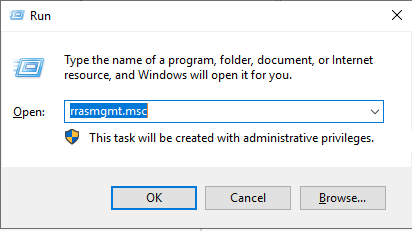 Run
Type the name of a program, folder, document, or Internet
resource, and Windows will open it for you.
Open: rrasmgmt.msc
This task will be created with administrative privileges.
OK Cancel Browse...